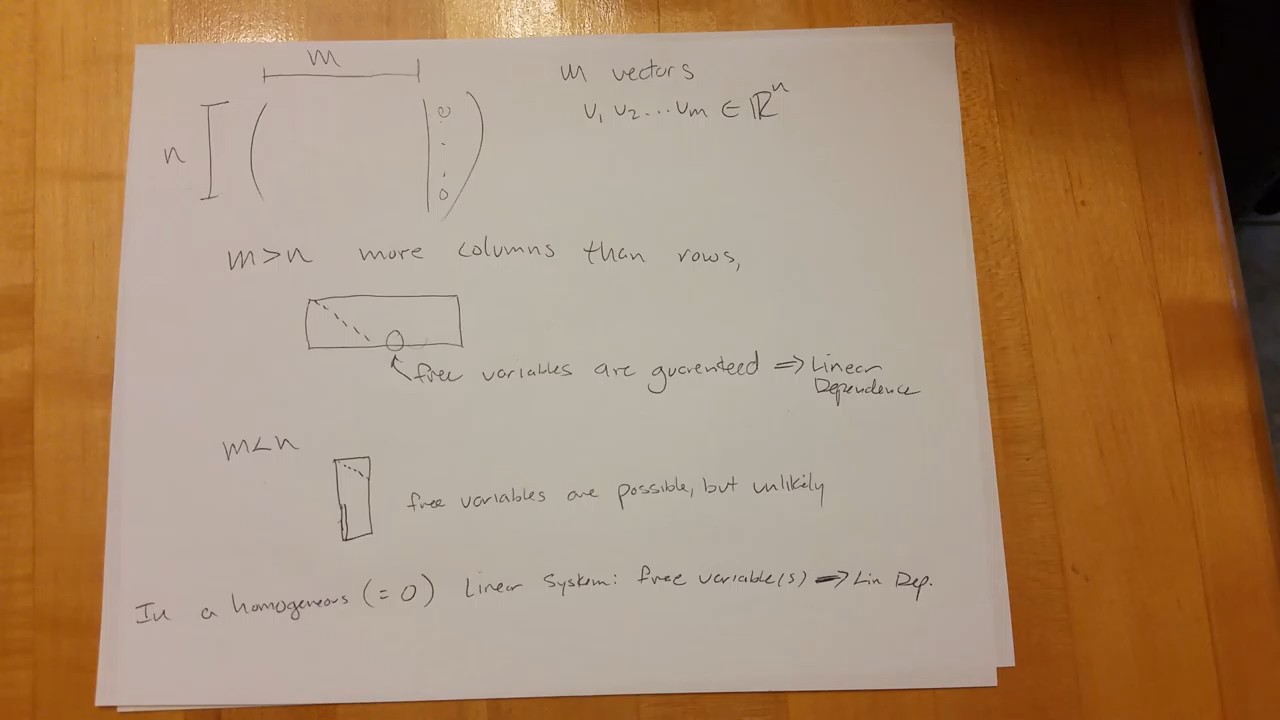 m
m vectors
v1 v2 ... vm ∈ ℝ^n
n
0
.
.
0
m>n more columns than rows,
free variables are guarenteed ⇒ Linear
Dependence
m<n
free variables are possible, but unlikely
In a homogeneous (=0) Linear System: free variable(s) ⇒ Lin Dep.